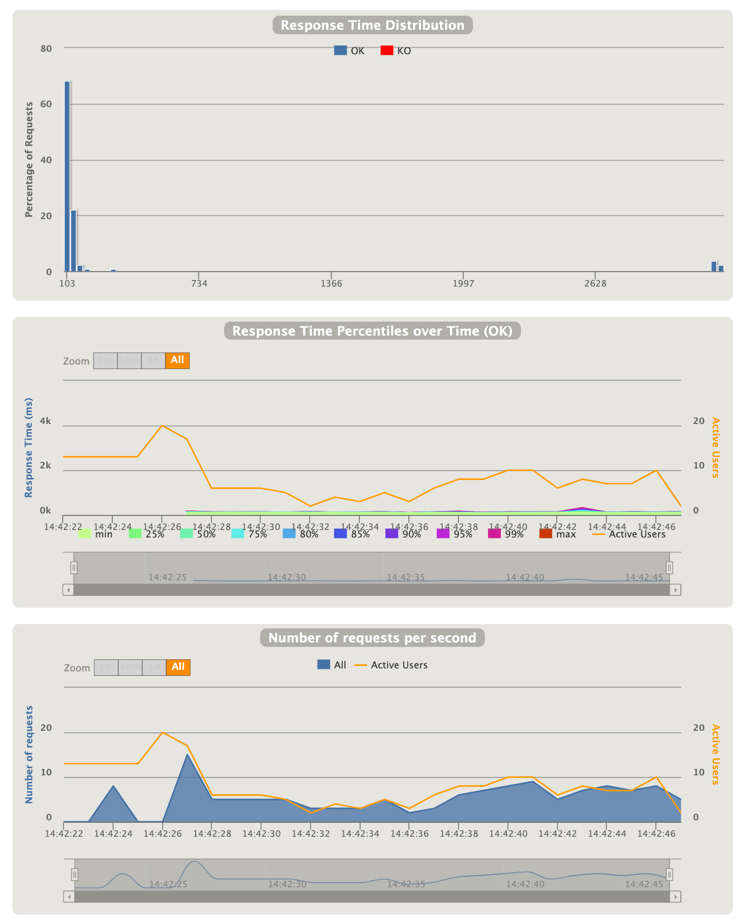 Response Time Distribution
OK KO
80
60
40
20
0
Percentage of Requests
103 734 1366 1997 2628
Response Time Percentiles over Time (OK)
Zoom All
Response Time (ms)
4k 20
2k 10
0k 0
Active Users
14:42:22 14:42:24 14:42:26 14:42:28 14:42:30 14:42:32 14:42:34 14:42:36 14:42:38 14:42:40 14:42:42 14:42:44 14:42:46
min 25% 50% 75% 80% 85% 90% 95% 99% max Active Users
14:42:25 14:42:30 14:42:35 14:42:40 14:42:45
Number of requests per second
Zoom All
All Active Users
Number of requests
20 20
10 10
0 0
Active Users
14:42:22 14:42:24 14:42:26 14:42:28 14:42:30 14:42:32 14:42:34 14:42:36 14:42:38 14:42:40 14:42:42 14:42:44 14:42:46
14:42:25 14:42:30 14:42:35 14:42:40 14:42:45